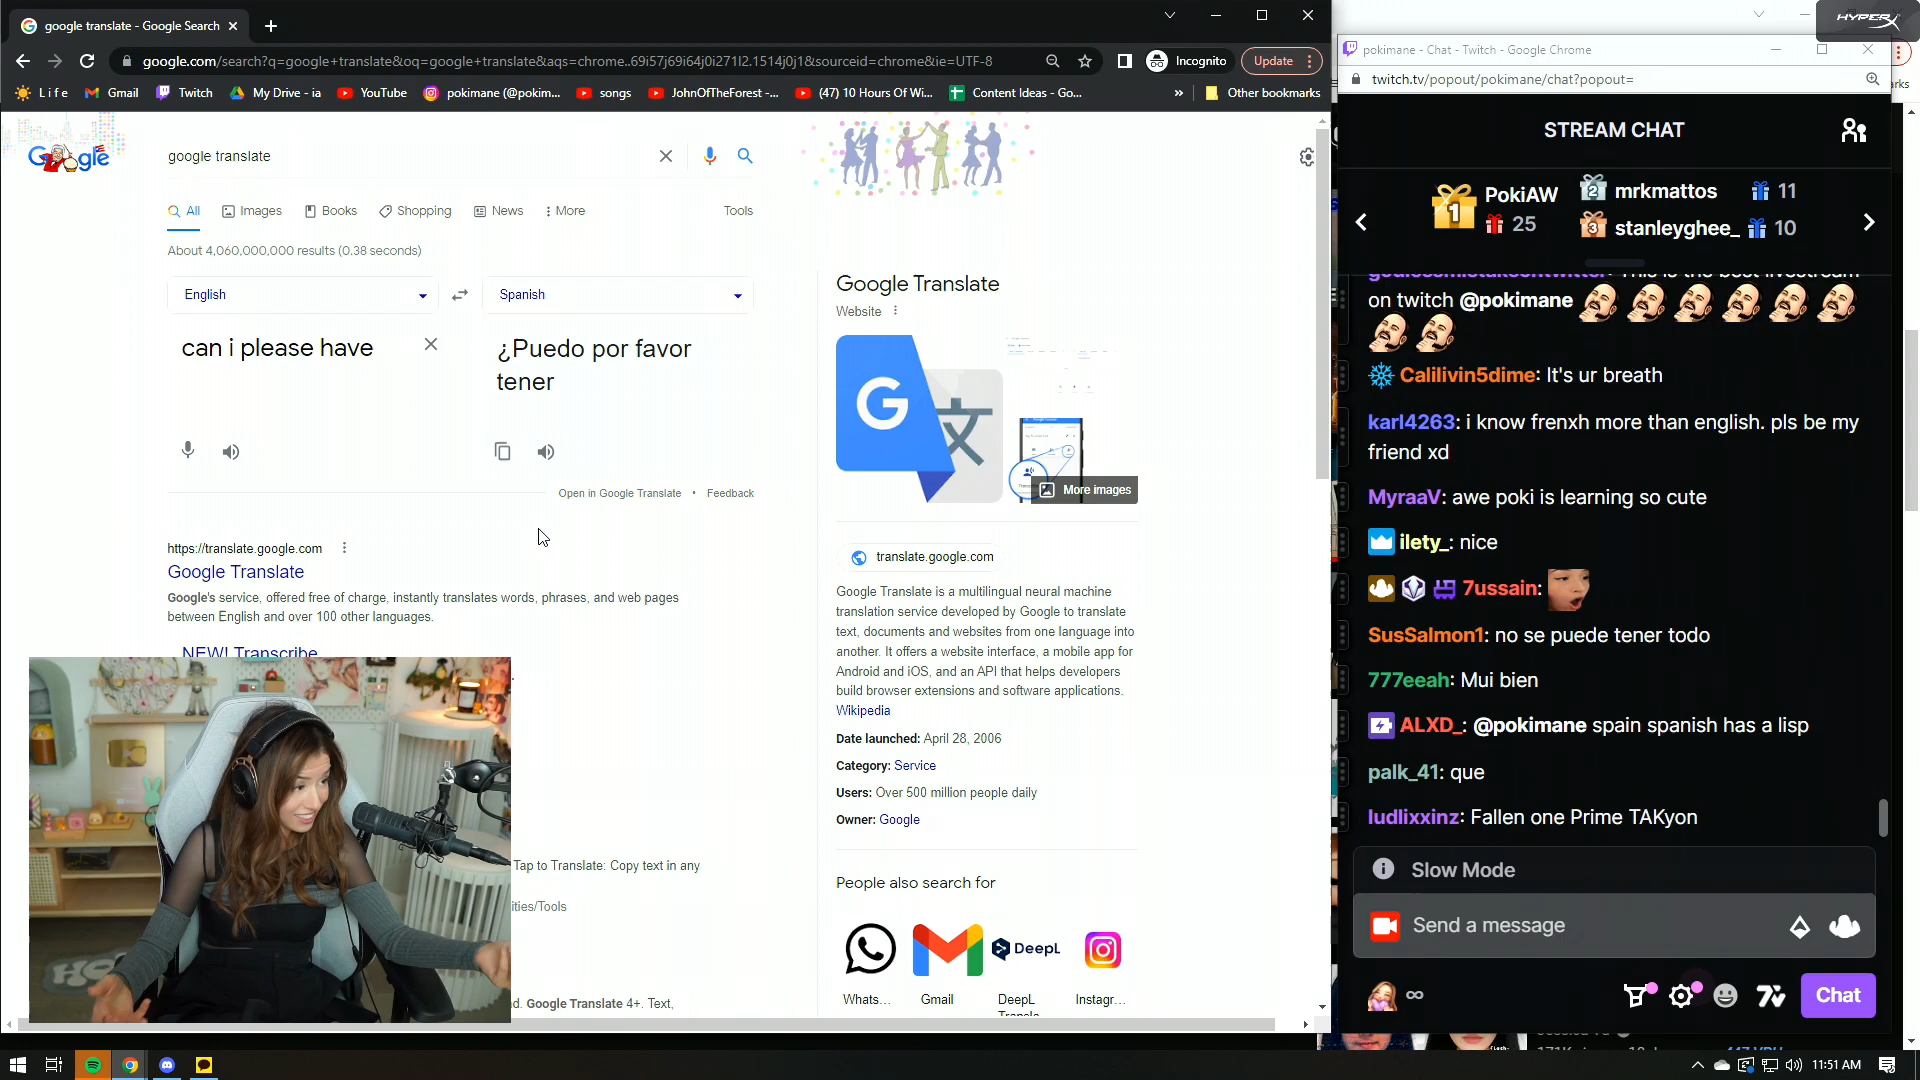 google translate - Google Search
google.com/search?q=google+translate&oq=google+translate&aqs=chrome..69i57j69i64j0i271l2.1514j0j1&sourceid=chrome&ie=UTF-8
Incognito
Update
Life
Gmail
Twitch
My Drive - ia
YouTube
pokimane (@pokim...
songs
JohnOfTheForest -...
(47) 10 Hours Of Wi...
Content Ideas - Go...
»
Other bookmarks
Google
google translate
All
Images
Books
Shopping
News
More
Tools
About 4,060,000,000 results (0.38 seconds)
English
Spanish
can i please have
¿Puedo por favor
tener
Open in Google Translate • Feedback
https://translate.google.com
Google Translate
Google's service, offered free of charge, instantly translates words, phrases, and web pages
between English and over 100 other languages.
NEW! Transcribe
Tap to Translate: Copy text in any
ities/Tools
d. Google Translate 4+. Text,
Google Translate
Website
G
文
More images
translate.google.com
Google Translate is a multilingual neural machine
translation service developed by Google to translate
text, documents and websites from one language into
another. It offers a website interface, a mobile app for
Android and iOS, and an API that helps developers
build browser extensions and software applications.
Wikipedia
Date launched: April 28, 2006
Category: Service
Users: Over 500 million people daily
Owner: Google
People also search for
DeepL
Whats...
Gmail
DeepL
Transla...
Instagr...
HYPERX
pokimane - Chat - Twitch - Google Chrome
twitch.tv/popout/pokimane/chat?popout=
rks
STREAM CHAT
1
PokiAW
25
2
mrkmattos
11
3
stanleyghee_
10
This is the best livestream
on twitch @pokimane
Calilivin5dime: It's ur breath
karl4263: i know frenxh more than english. pls be my
friend xd
MyraaV: awe poki is learning so cute
ilety_: nice
7ussain:
SusSalmon1: no se puede tener todo
777eeah: Mui bien
ALXD_: @pokimane spain spanish has a lisp
palk_41: que
ludlixxinz: Fallen one Prime TAKyon
Slow Mode
Send a message
∞
Chat
11:51 AM